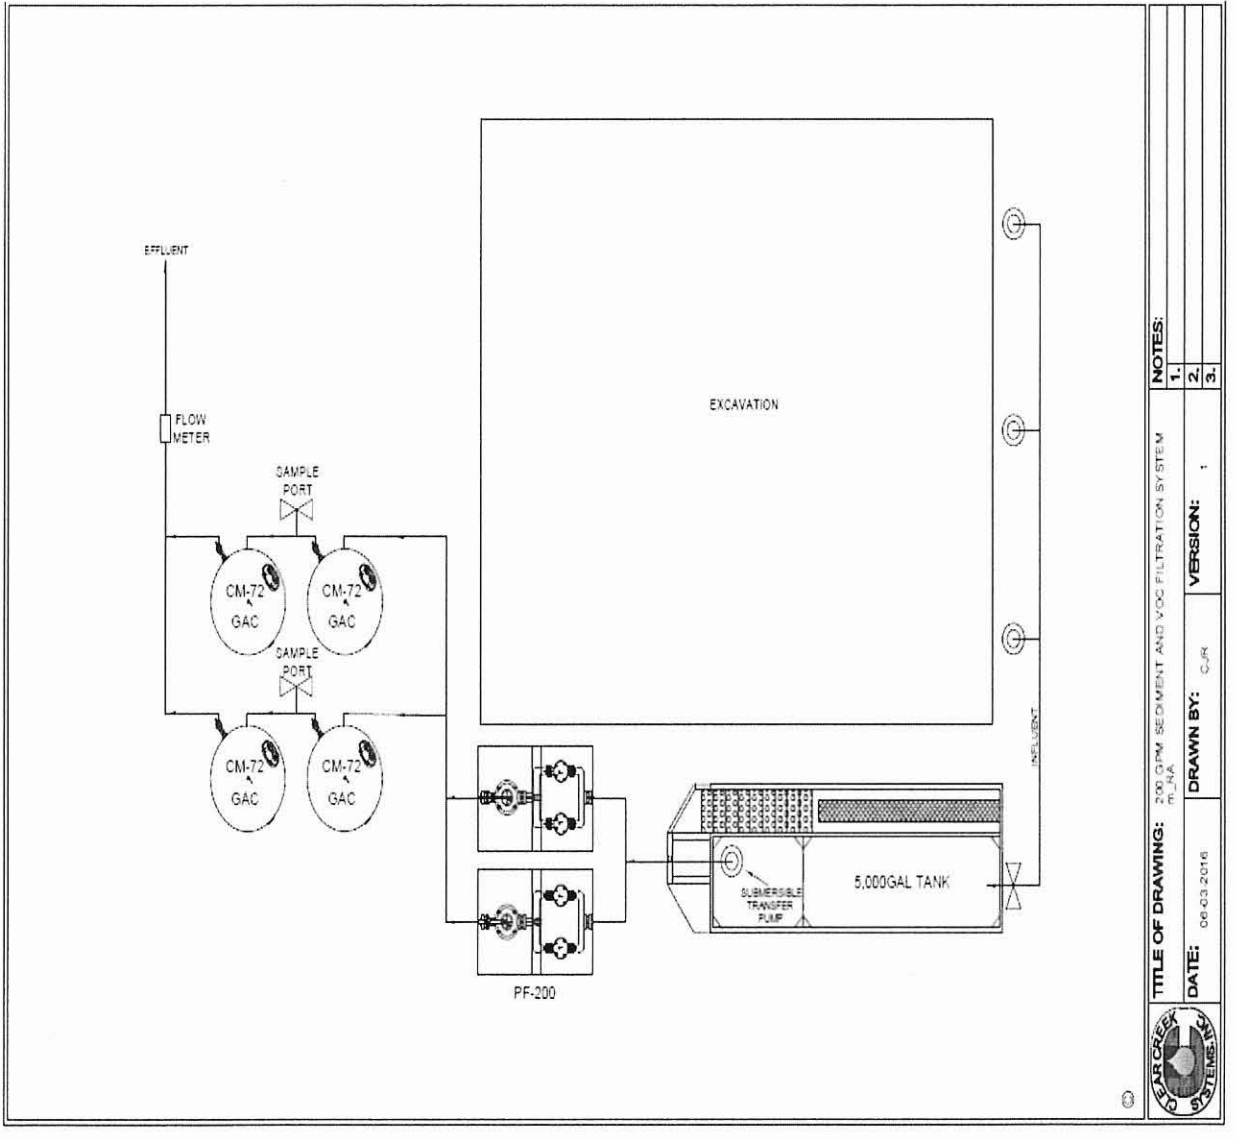 EFFLUENT
FLOW
METER
EXCAVATION
SAMPLE
PORT
CM-72
GAC
CM-72
GAC
SAMPLE
PORT
CM-72
GAC
CM-72
GAC
PF-200
SUBMERSIBLE
TRANSFER
PUMP
5,000GAL TANK
INFLUENT
NOTES:
1.
2.
3.
TITLE OF DRAWING: 200 GPM SEDIMENT AND VOC FILTRATION SYSTEM
m_RA
DATE: 06-03-2016
DRAWN BY: CJR
VERSION: 1
CLEAR CREEK
SYSTEMS, INC.